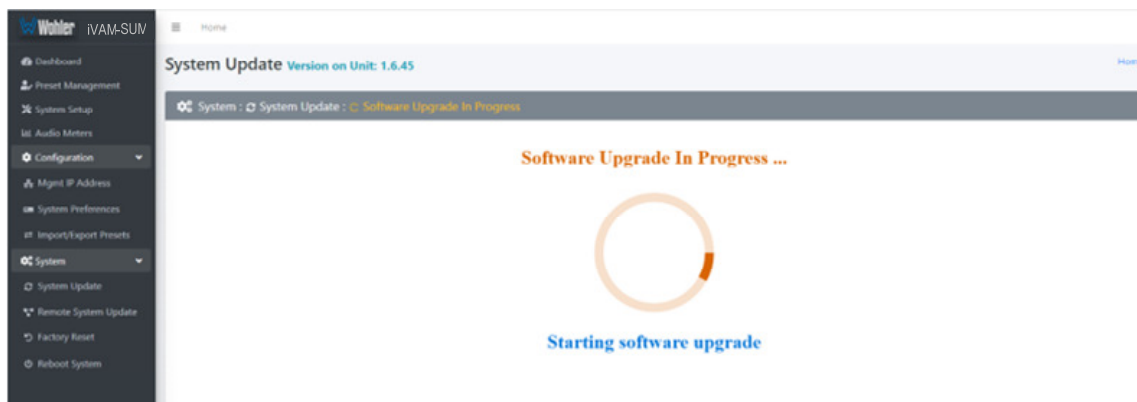 Wohler iVAM-SUM
Home
Dashboard
Preset Management
System Setup
Audio Meters
Configuration
Mgmt IP Address
System Preferences
Import/Export Presets
System
System Update
Remote System Update
Factory Reset
Reboot System
System Update Version on Unit: 1.6.45
Home
System : System Update : Software Upgrade In Progress
Software Upgrade In Progress ...
Starting software upgrade